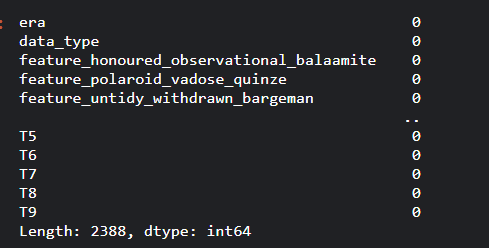 era 0
data_type 0
feature_honoured_observational_balaamite 0
feature_polaroid_vadose_quinze 0
feature_untidy_withdrawn_bargeman 0
..
T5 0
T6 0
T7 0
T8 0
T9 0
Length: 2388, dtype: int64